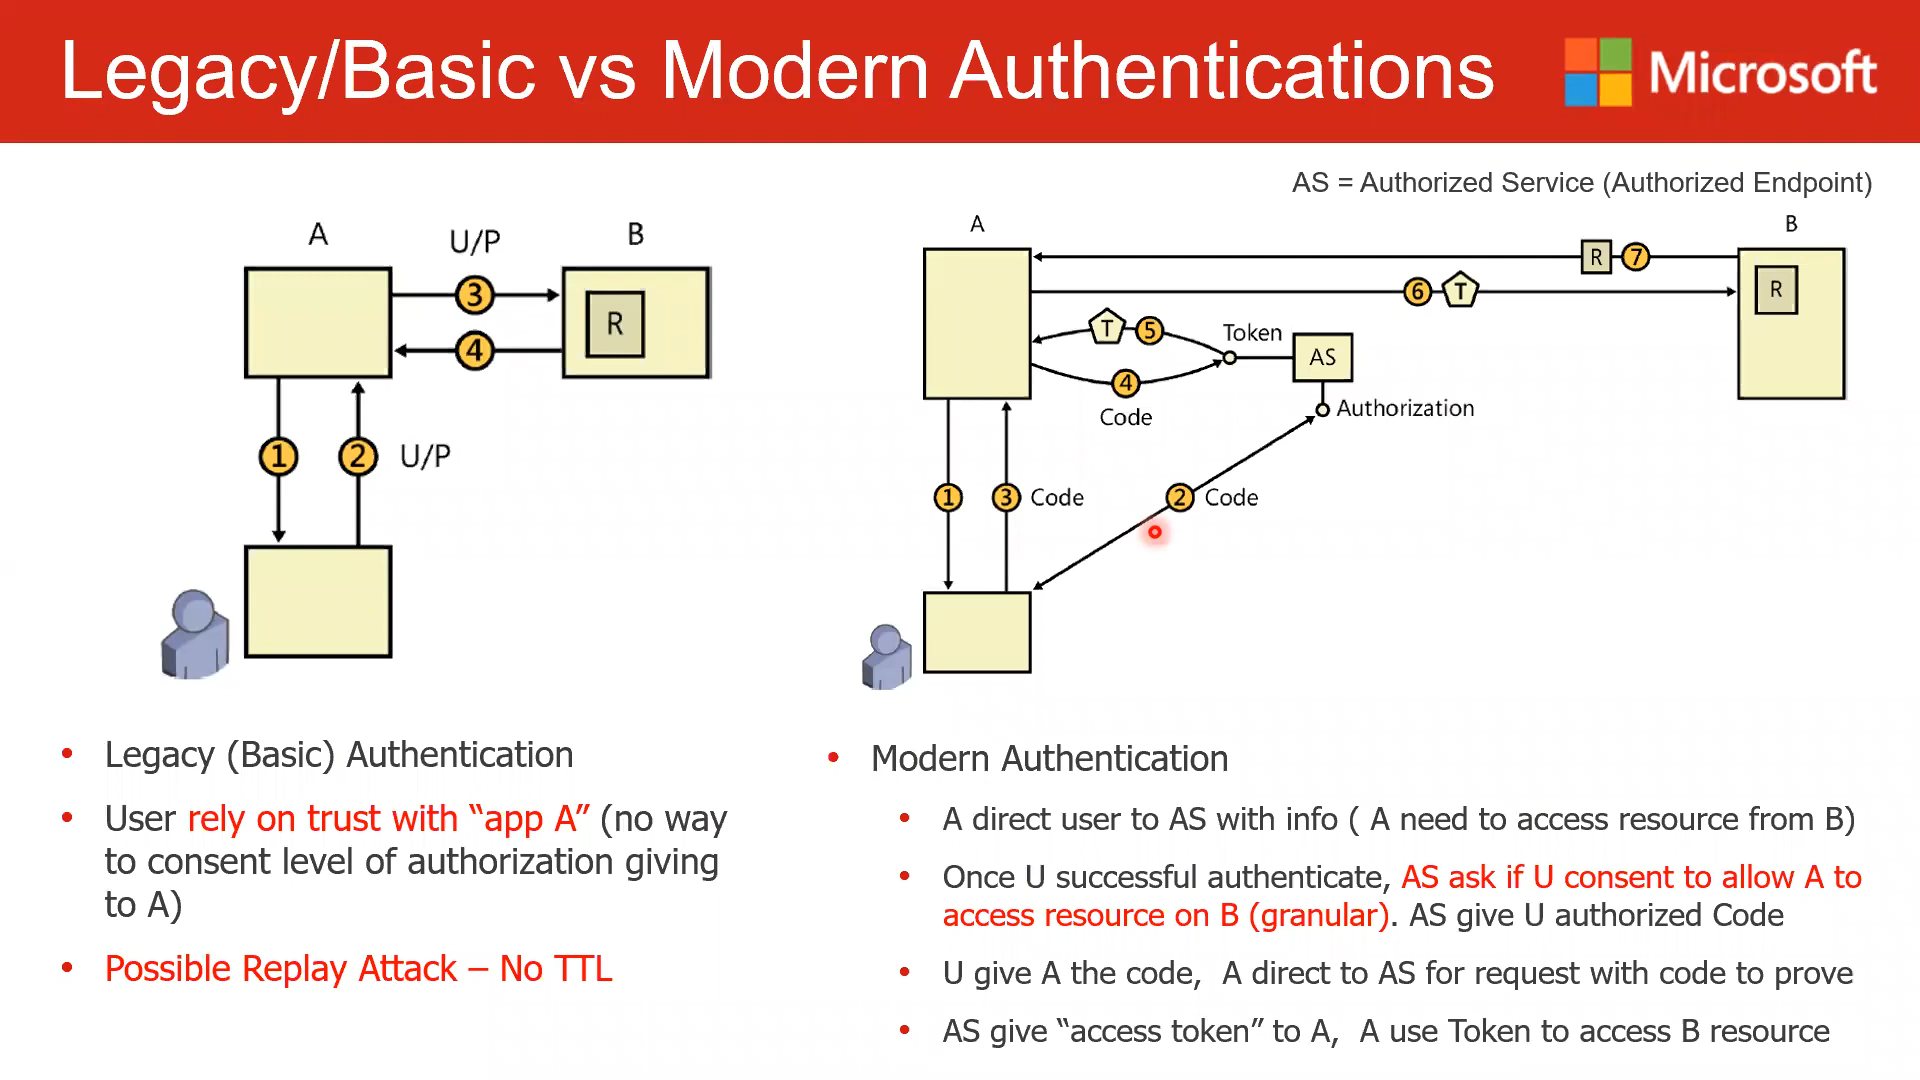 Legacy/Basic vs Modern Authentications
Microsoft
AS = Authorized Service (Authorized Endpoint)
A
U/P
B
3
R
4
1
2
U/P
A
B
R
7
R
6
T
T
5
Token
AS
4
Code
Authorization
1
3
Code
2
Code
• Legacy (Basic) Authentication
• User rely on trust with “app A” (no way
to consent level of authorization giving
to A)
• Possible Replay Attack – No TTL
• Modern Authentication
• A direct user to AS with info ( A need to access resource from B)
• Once U successful authenticate, AS ask if U consent to allow A to
access resource on B (granular). AS give U authorized Code
• U give A the code, A direct to AS for request with code to prove
• AS give “access token” to A, A use Token to access B resource